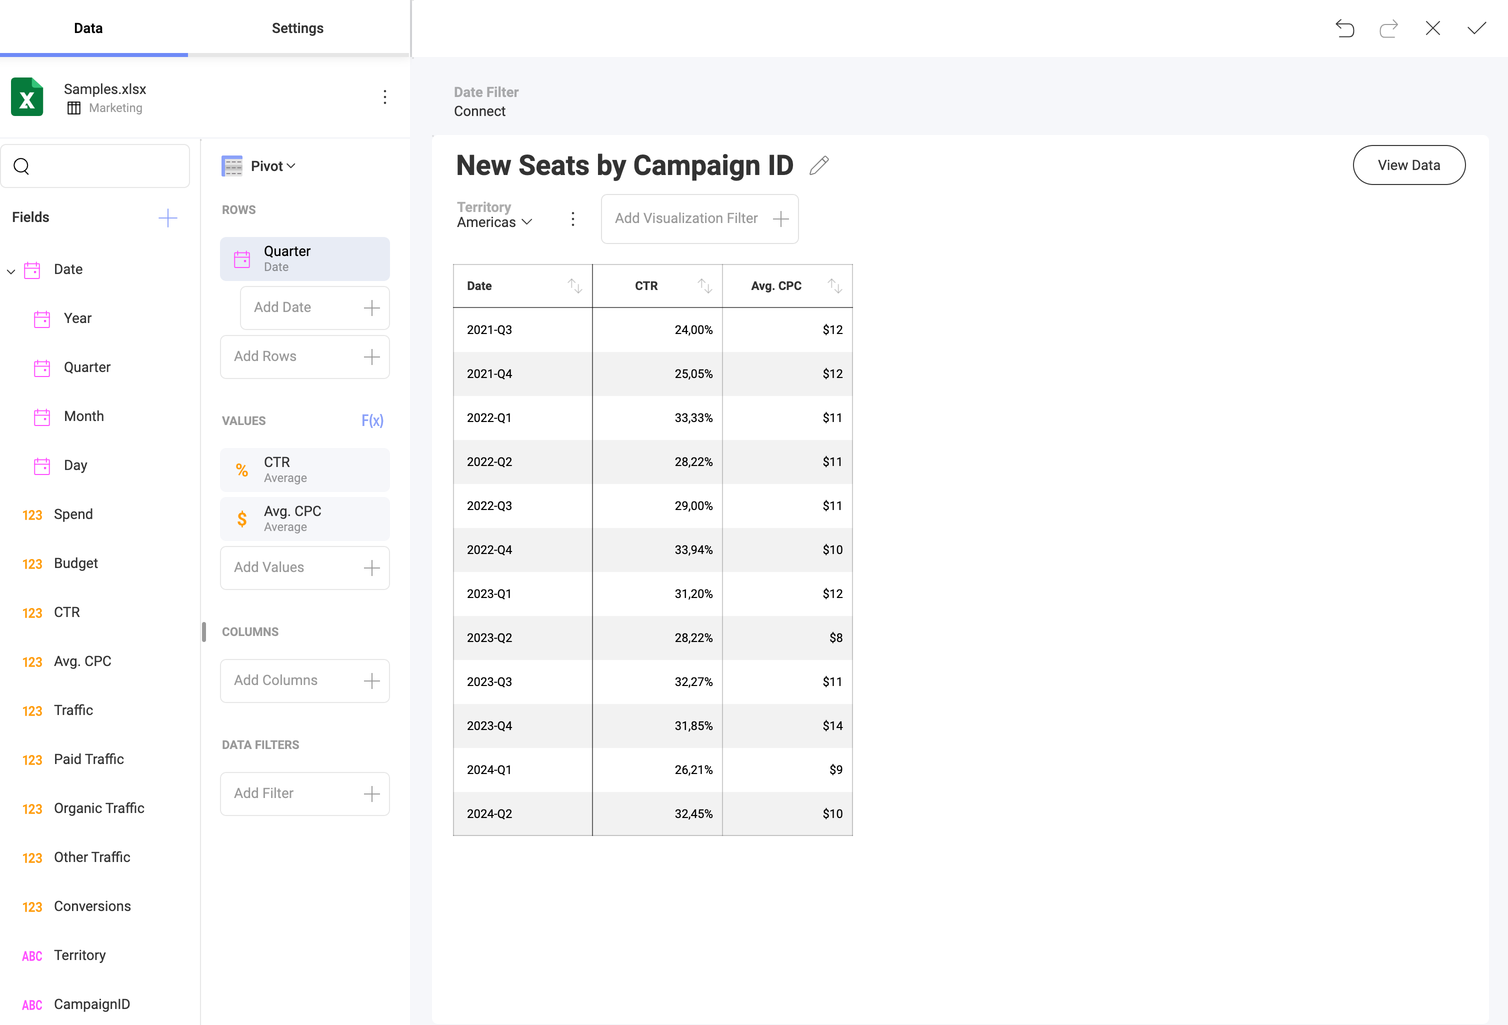 Data
Settings
Samples.xlsx
Marketing
Fields
Date
Year
Quarter
Month
Day
123 Spend
123 Budget
123 CTR
123 Avg. CPC
123 Traffic
123 Paid Traffic
123 Organic Traffic
123 Other Traffic
123 Conversions
ABC Territory
ABC CampaignID
Pivot
ROWS
Quarter
Date
Add Date
Add Rows
VALUES F(x)
% CTR
Average
$ Avg. CPC
Average
Add Values
COLUMNS
Add Columns
DATA FILTERS
Add Filter
Date Filter
Connect
New Seats by Campaign ID
View Data
Territory
Americas
Add Visualization Filter
Date CTR Avg. CPC
2021-Q3 24,00% $12
2021-Q4 25,05% $12
2022-Q1 33,33% $11
2022-Q2 28,22% $11
2022-Q3 29,00% $11
2022-Q4 33,94% $10
2023-Q1 31,20% $12
2023-Q2 28,22% $8
2023-Q3 32,27% $11
2023-Q4 31,85% $14
2024-Q1 26,21% $9
2024-Q2 32,45% $10